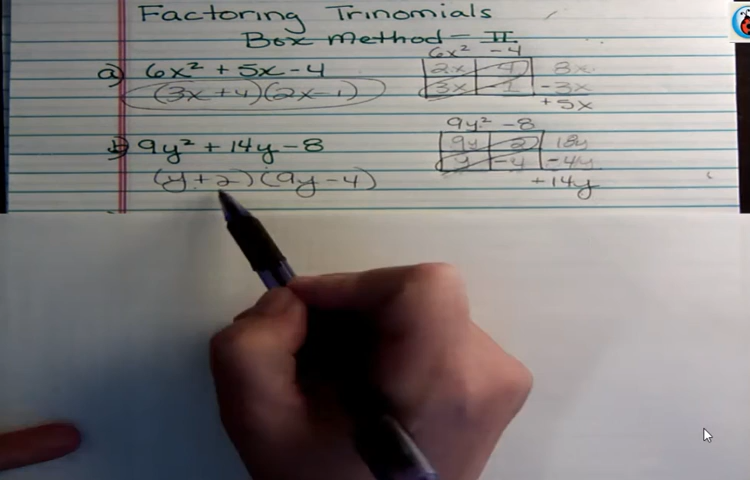 Factoring Trinomials
Box Method - II
a) 6x² + 5x - 4
(3x + 4)(2x - 1)
6x² -4
2x 4 8x
3x -1 -3x
+5x
b) 9y² + 14y - 8
(y + 2)(9y - 4)
9y² -8
9y 2 18y
y -4 -4y
+14y